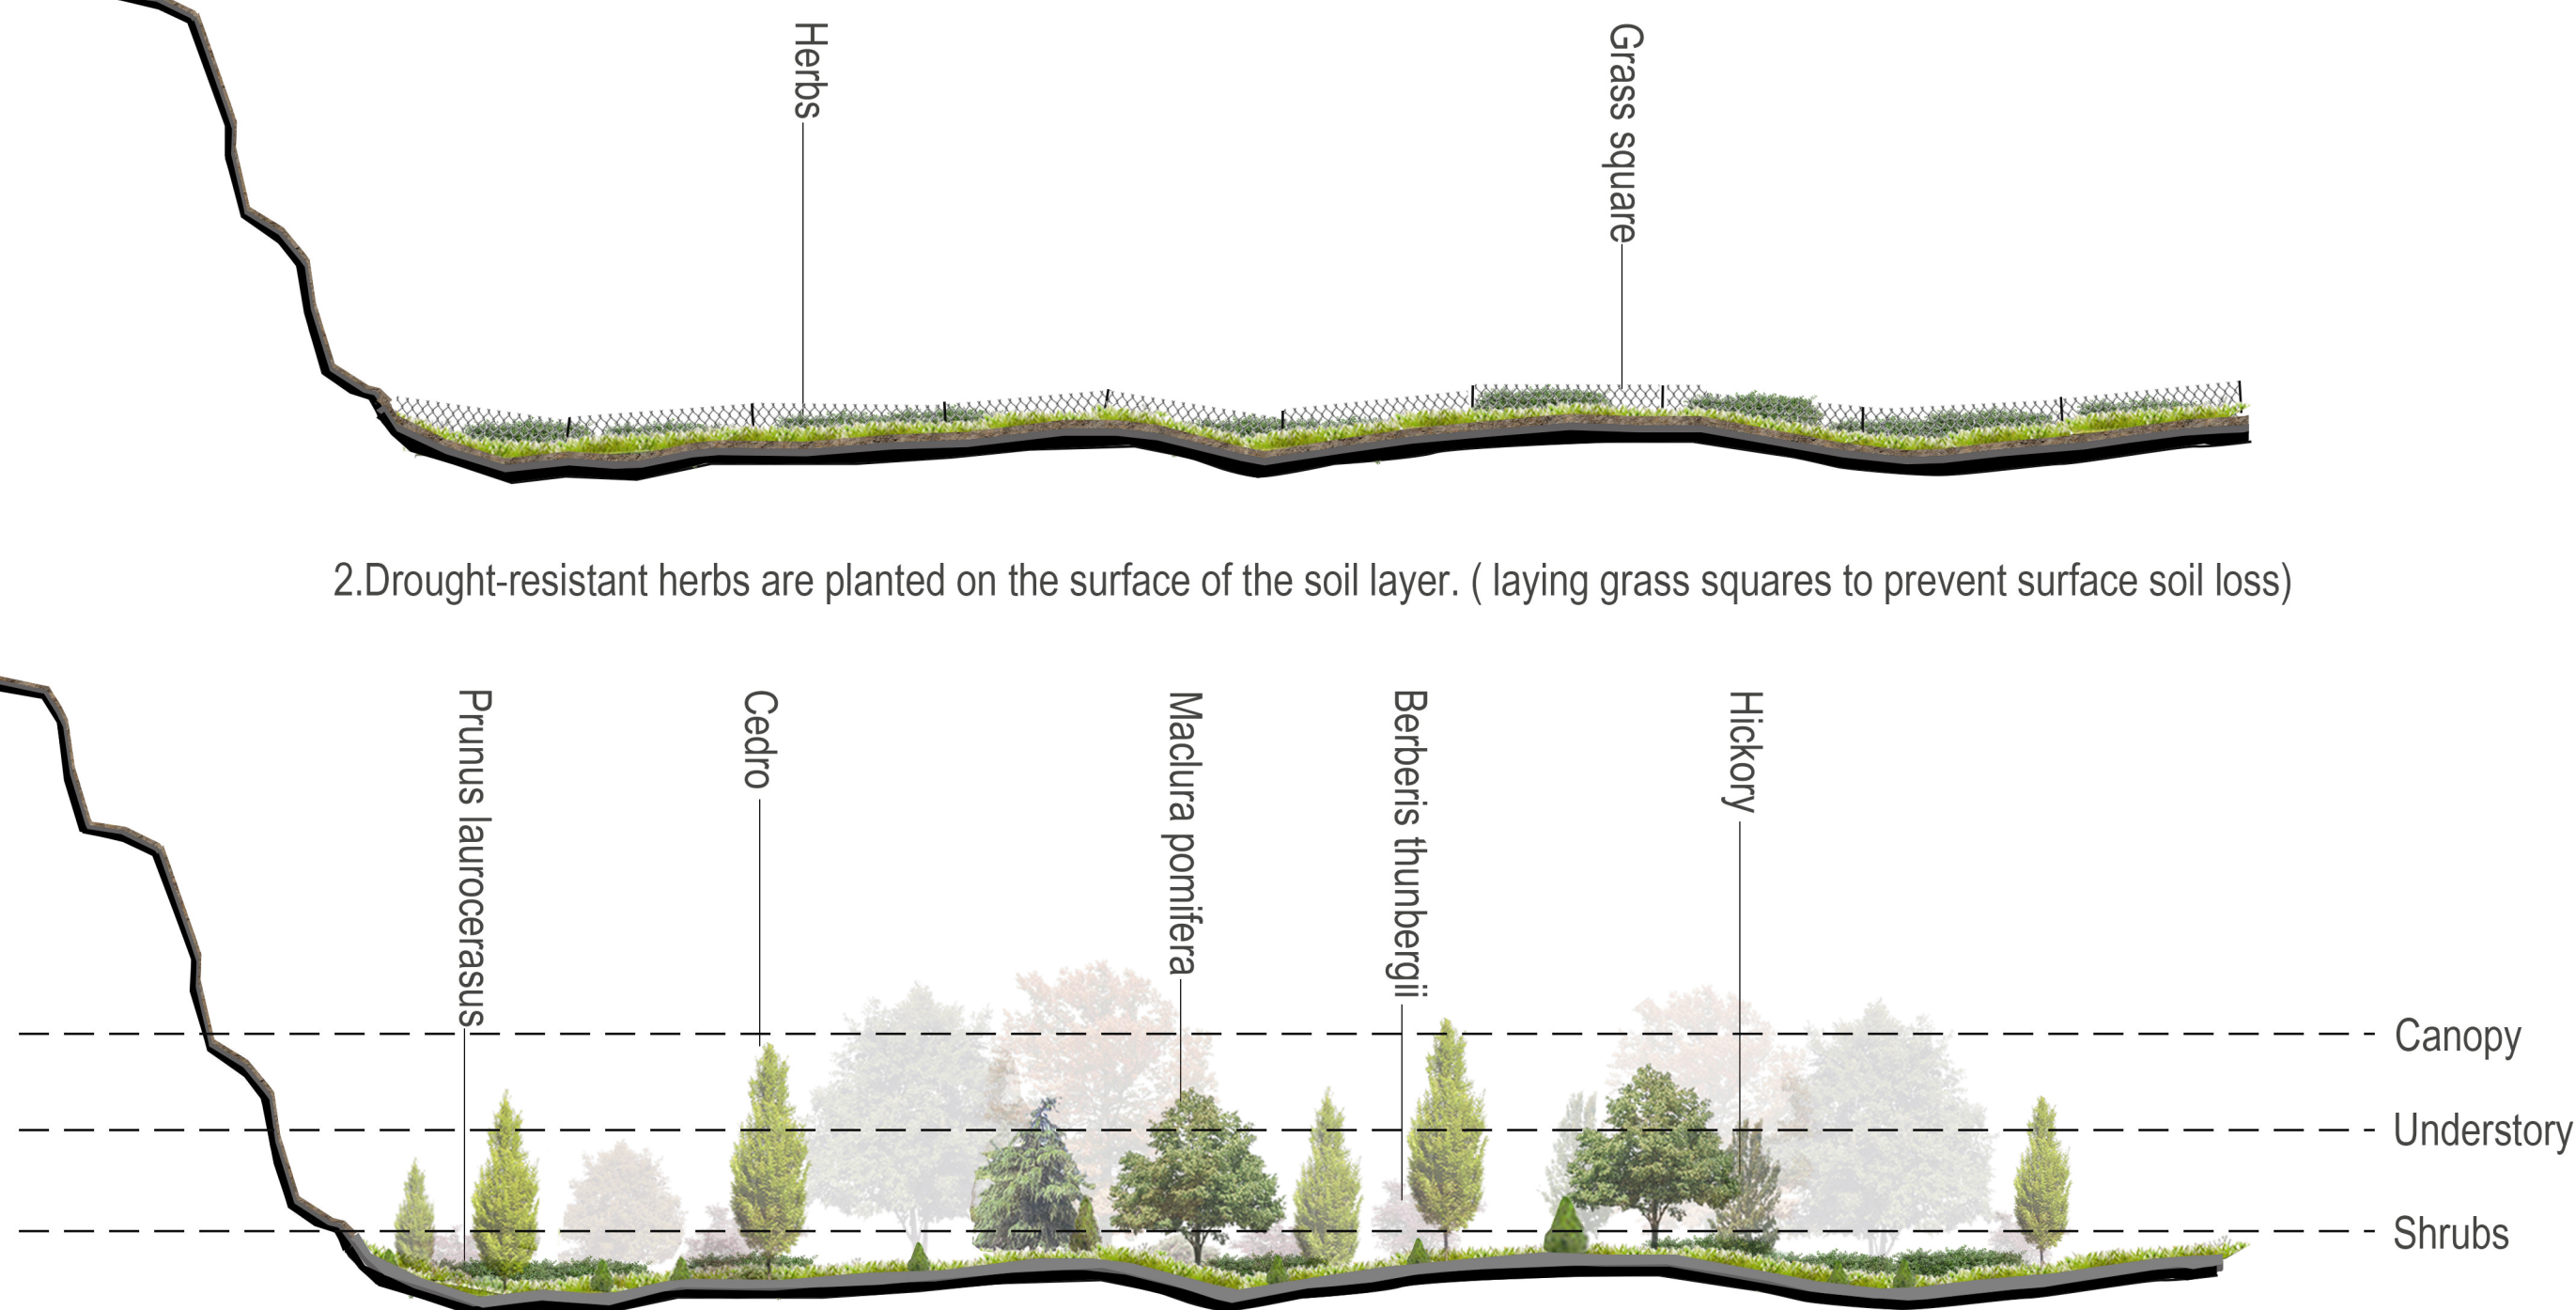 Herbs
Grass square
2.Drought-resistant herbs are planted on the surface of the soil layer. ( laying grass squares to prevent surface soil loss)
Prunus laurocerasus
Cedro
Maclura pomifera
Berberis thunbergii
Hickory
Canopy
Understory
Shrubs